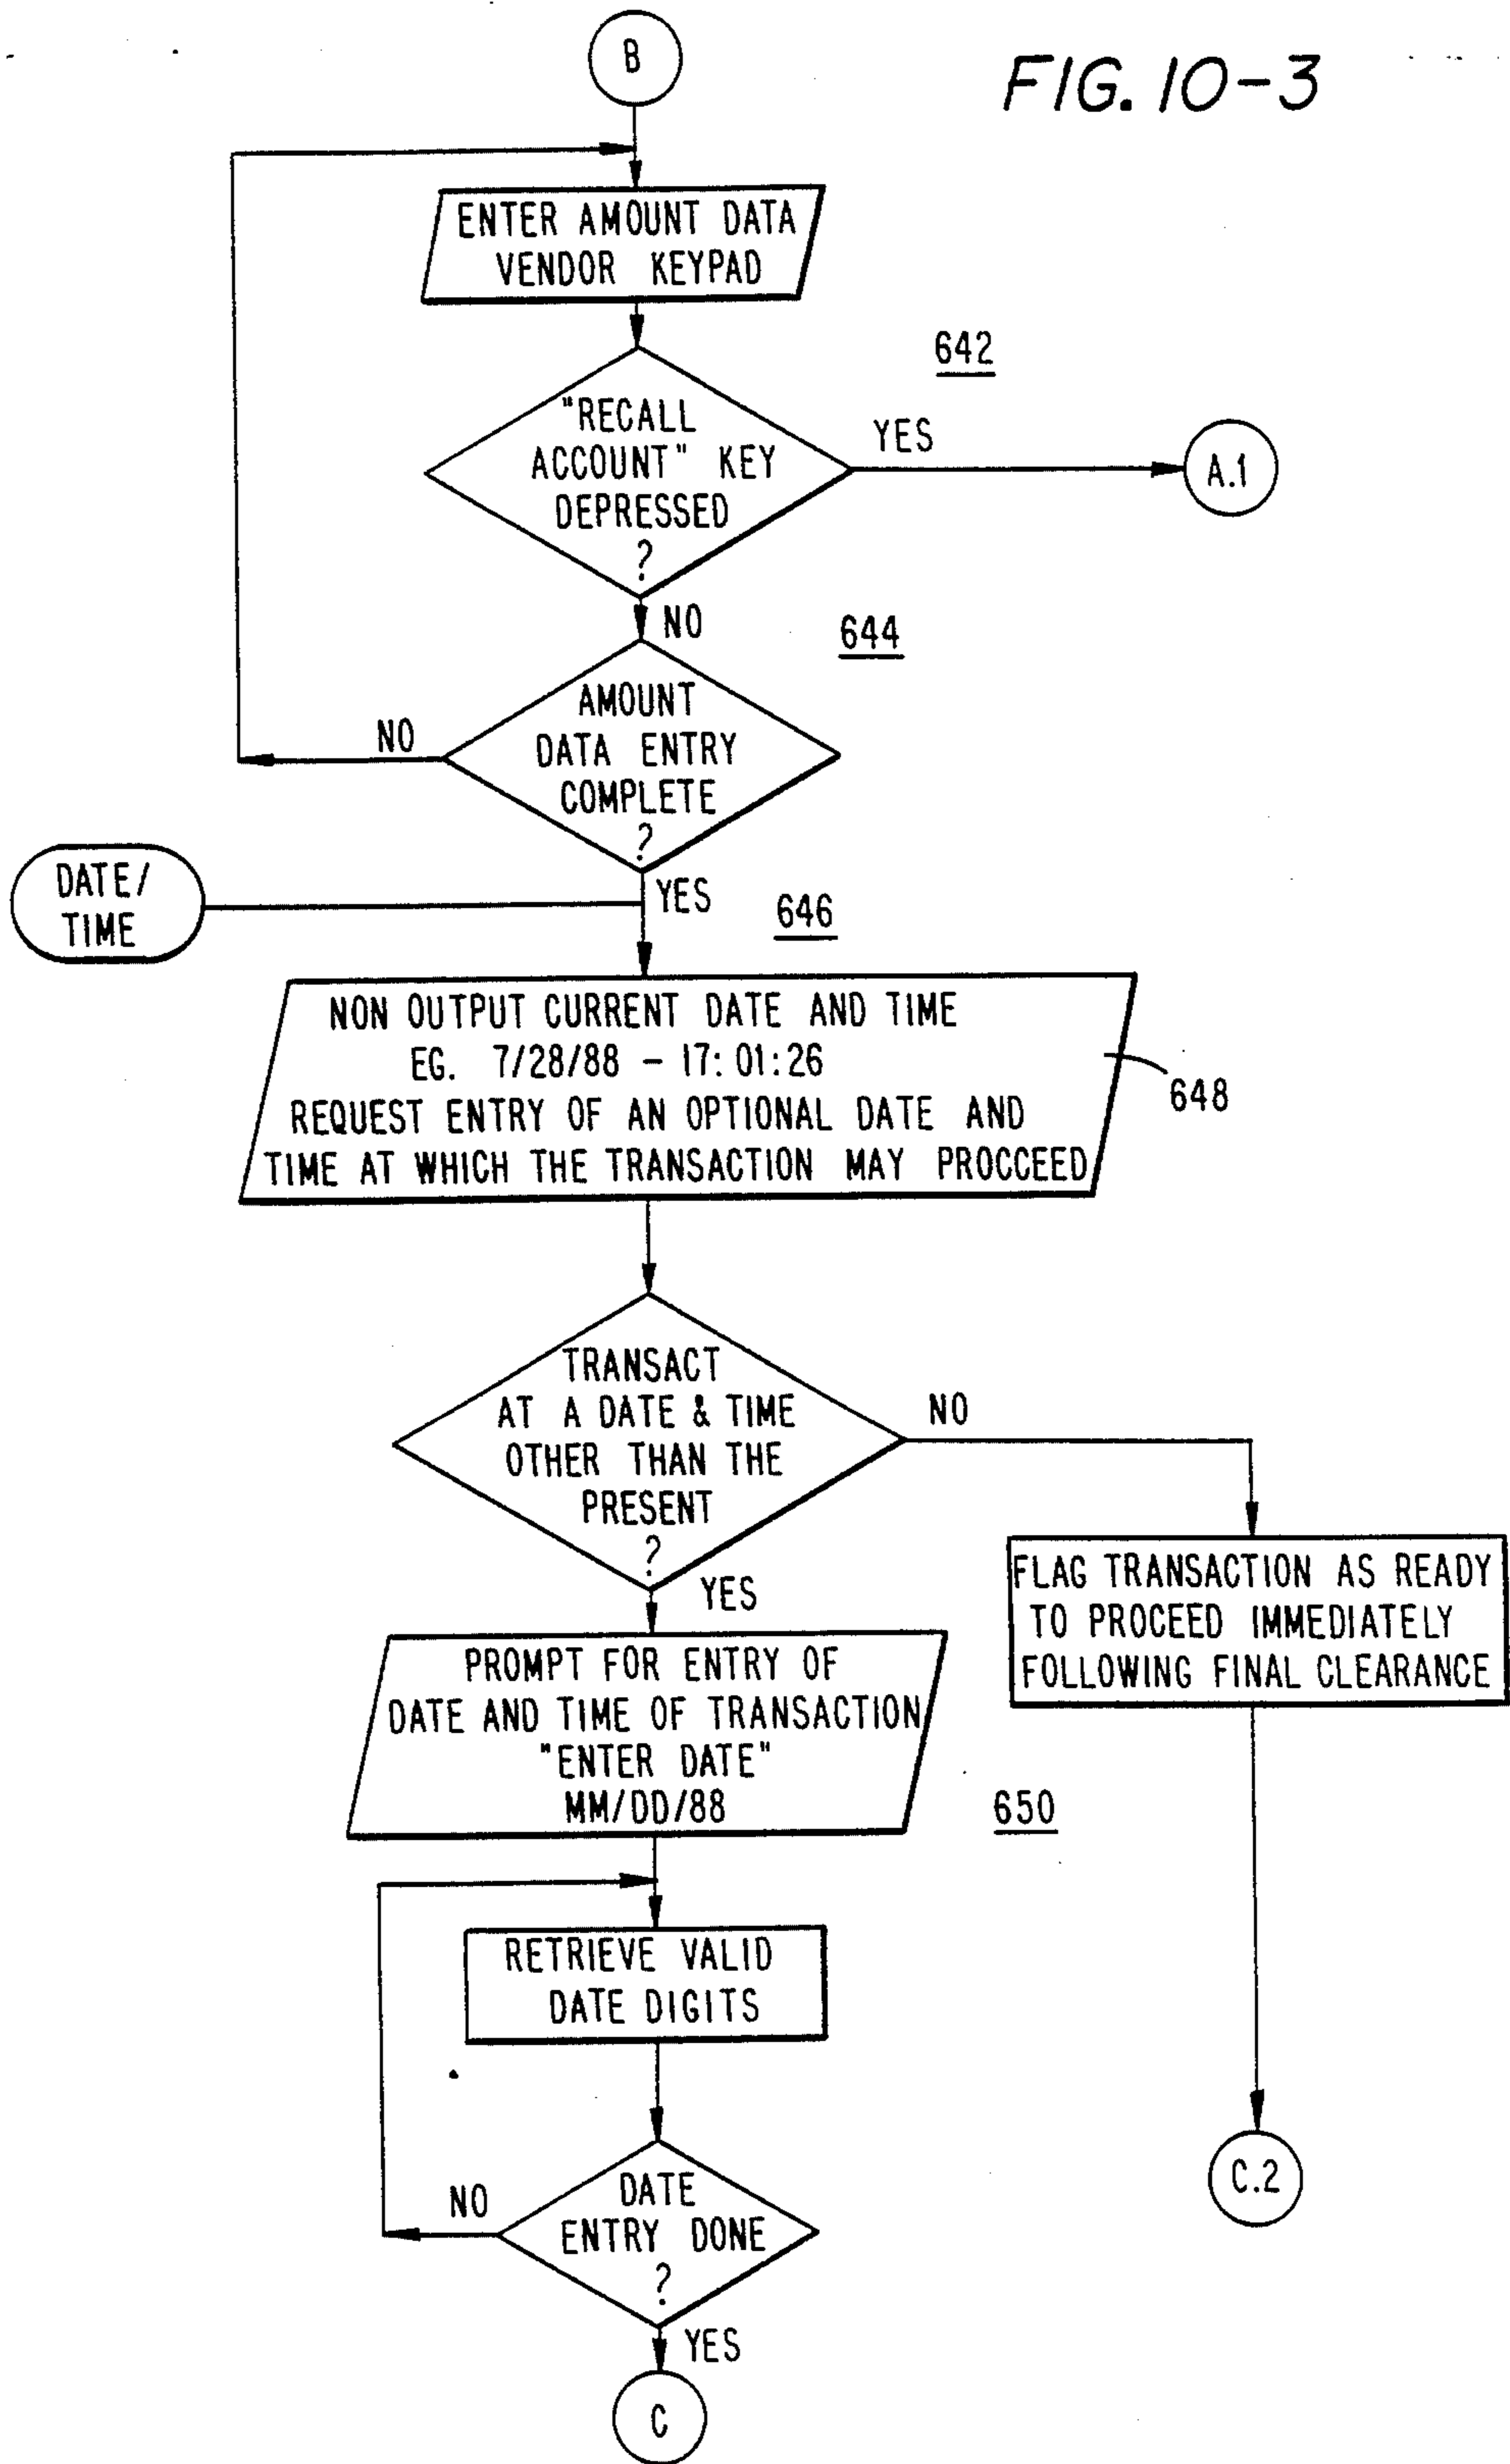 B
FIG. 10-3
ENTER AMOUNT DATA
VENDOR KEYPAD
642
"RECALL
ACCOUNT" KEY
DEPRESSED
?
YES
A.1
NO
644
AMOUNT
DATA ENTRY
COMPLETE
?
NO
DATE/
TIME
YES
646
NON OUTPUT CURRENT DATE AND TIME
EG. 7/28/88 - 17:01:26
REQUEST ENTRY OF AN OPTIONAL DATE AND
TIME AT WHICH THE TRANSACTION MAY PROCCEED
648
TRANSACT
AT A DATE & TIME
OTHER THAN THE
PRESENT
?
NO
YES
FLAG TRANSACTION AS READY
TO PROCEED IMMEDIATELY
FOLLOWING FINAL CLEARANCE
PROMPT FOR ENTRY OF
DATE AND TIME OF TRANSACTION
"ENTER DATE"
MM/DD/88
650
RETRIEVE VALID
DATE DIGITS
C.2
NO
DATE
ENTRY DONE
?
YES
C